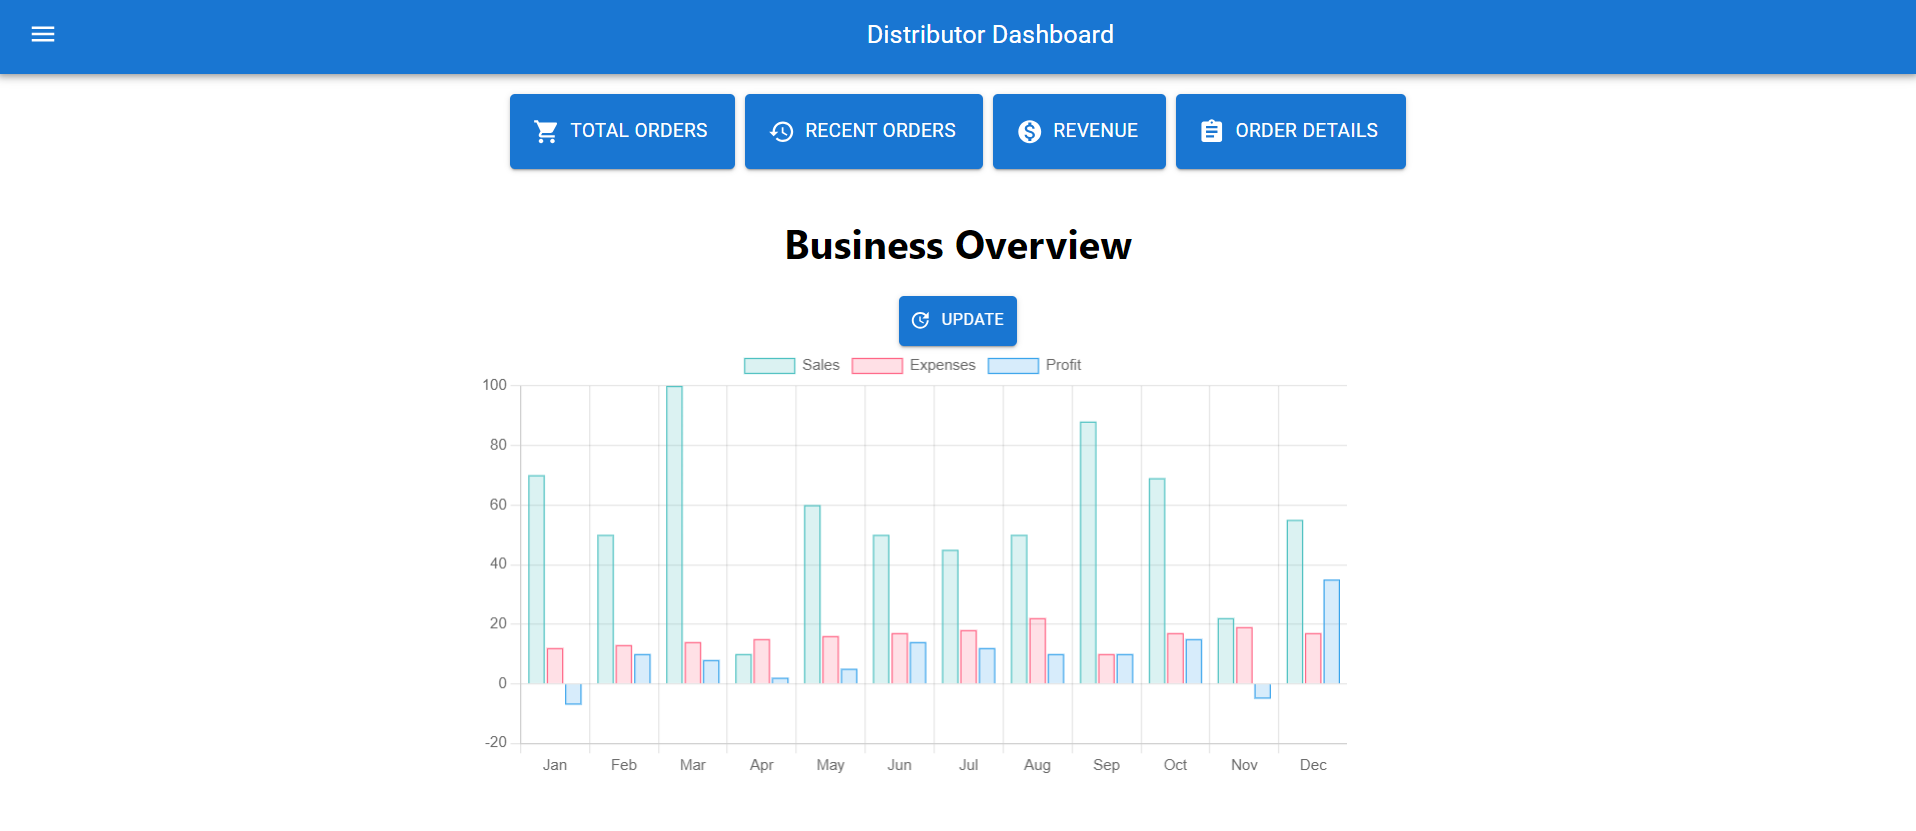 Distributor Dashboard
TOTAL ORDERS RECENT ORDERS REVENUE ORDER DETAILS
Business Overview
UPDATE
Sales Expenses Profit
100
80
60
40
20
0
-20
Jan Feb Mar Apr May Jun Jul Aug Sep Oct Nov Dec